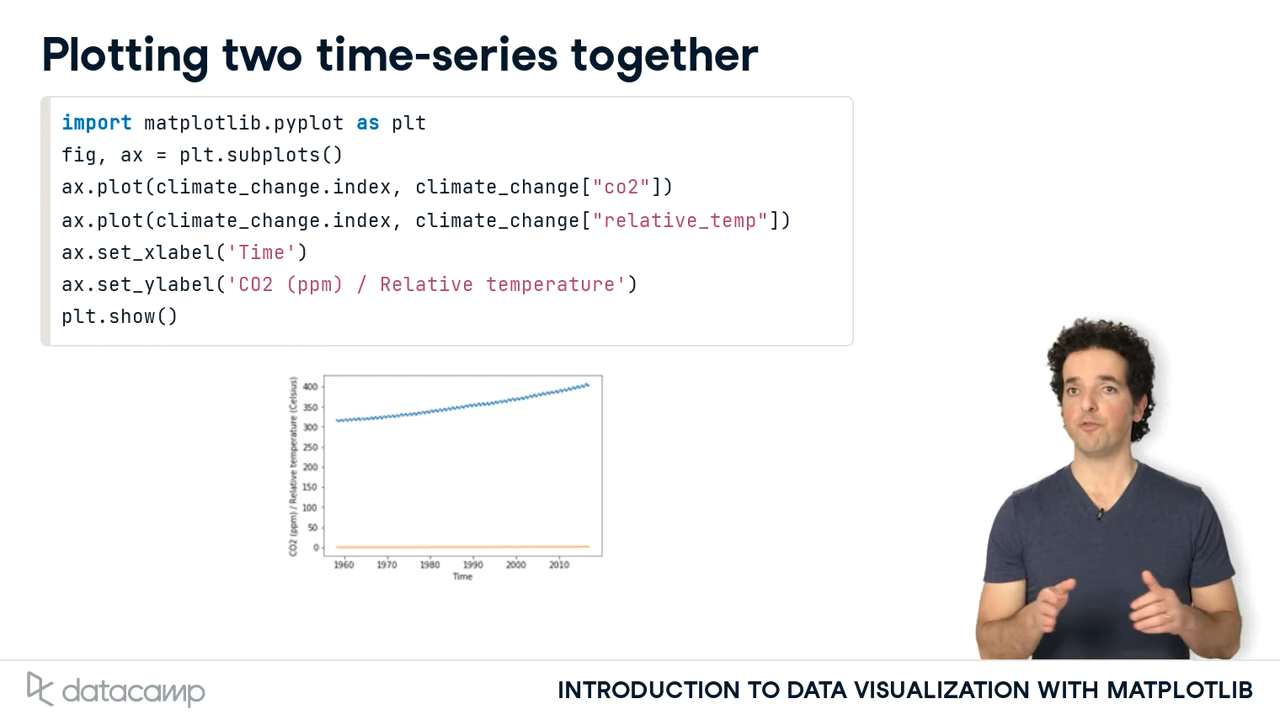 Plotting two time-series together
import matplotlib.pyplot as plt
fig, ax = plt.subplots()
ax.plot(climate_change.index, climate_change["co2"])
ax.plot(climate_change.index, climate_change["relative_temp"])
ax.set_xlabel('Time')
ax.set_ylabel('CO2 (ppm) / Relative temperature')
plt.show()
CO2 (ppm) / Relative temperature (Celsius)
400
350
300
250
200
150
100
50
0
1960 1970 1980 1990 2000 2010
Time
datacamp
INTRODUCTION TO DATA VISUALIZATION WITH MATPLOTLIB